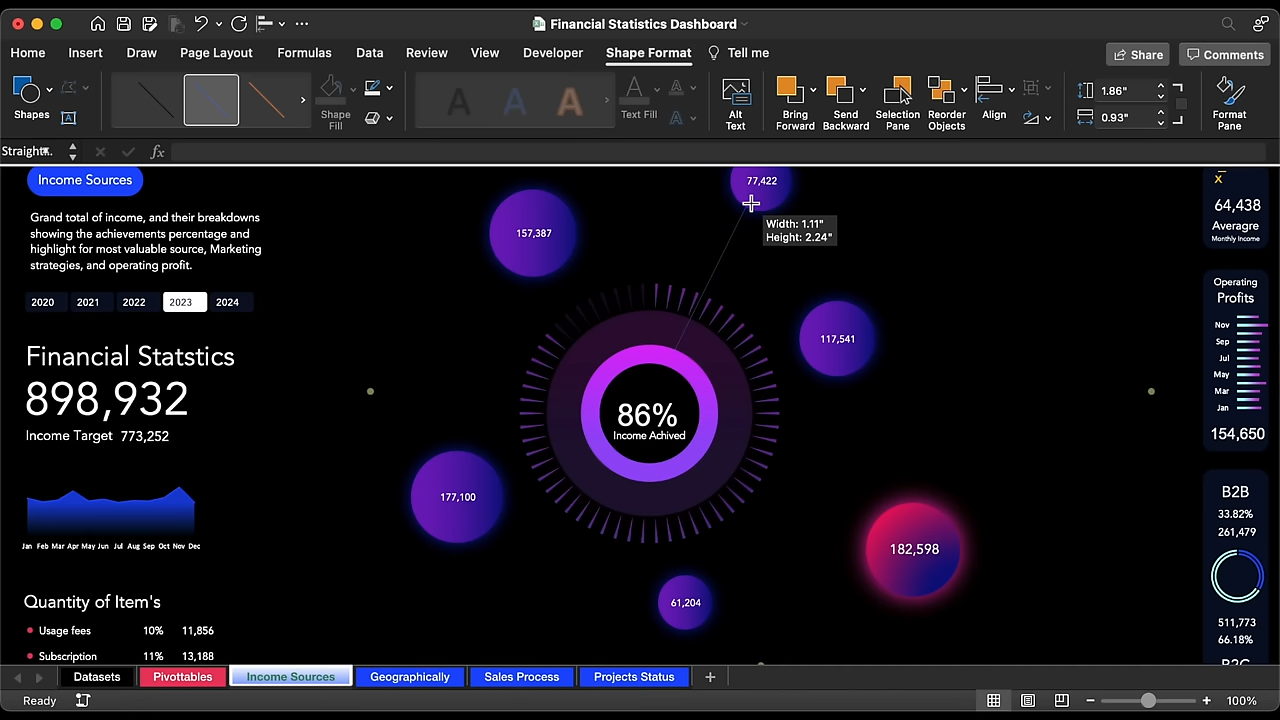 Financial Statistics Dashboard
Home Insert Draw Page Layout Formulas Data Review View Developer Shape Format Tell me
Share Comments
Shapes
A
Shape
Fill
A A A
A
Text Fill
A
A
Alt
Text
Bring
Forward
Send
Backward
Selection
Pane
Reorder
Objects
Align
1.86"
0.93"
Format
Pane
Straight...
fx
Income Sources
Grand total of income, and their breakdowns
showing the achievements percentage and
highlight for most valuable source, Marketing
strategies, and operating profit.
2020 2021 2022 2023 2024
Financial Statstics
898,932
Income Target 773,252
Jan Feb Mar Apr May Jun Jul Aug Sep Oct Nov Dec
Quantity of Item's
Usage fees 10% 11,856
Subscription 11% 13,188
77,422
157,387
Width: 1.11"
Height: 2.24"
117,541
86%
Income Achived
177,100
182,598
61,204
x̄
64,438
Averagre
Monthly Income
Operating
Profits
Nov
Sep
Jul
May
Mar
Jan
154,650
B2B
33.82%
261,479
511,773
66.18%
B2C
Datasets Pivottables Income Sources Geographically Sales Process Projects Status +
Ready
100%